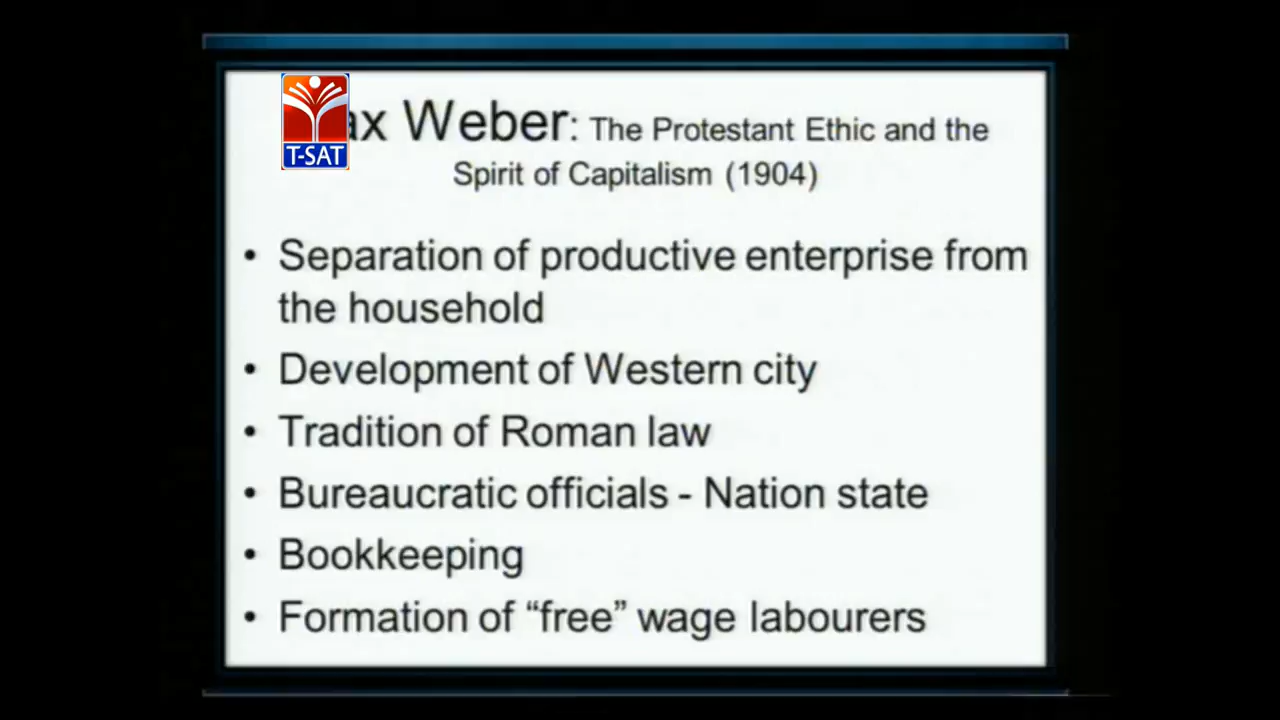 T-SAT
ax Weber: The Protestant Ethic and the
Spirit of Capitalism (1904)
• Separation of productive enterprise from
the household
• Development of Western city
• Tradition of Roman law
• Bureaucratic officials - Nation state
• Bookkeeping
• Formation of “free” wage labourers